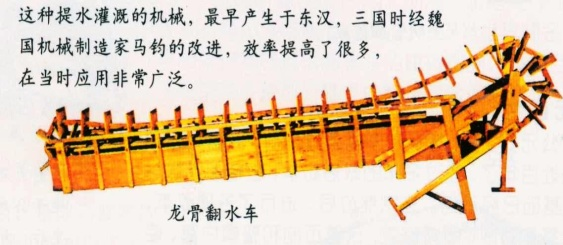 这种提水灌溉的机械，最早产生于东汉，三国时经魏
国机械制造家马钧的改进，效率提高了很多，
在当时应用非常广泛。
龙骨翻水车